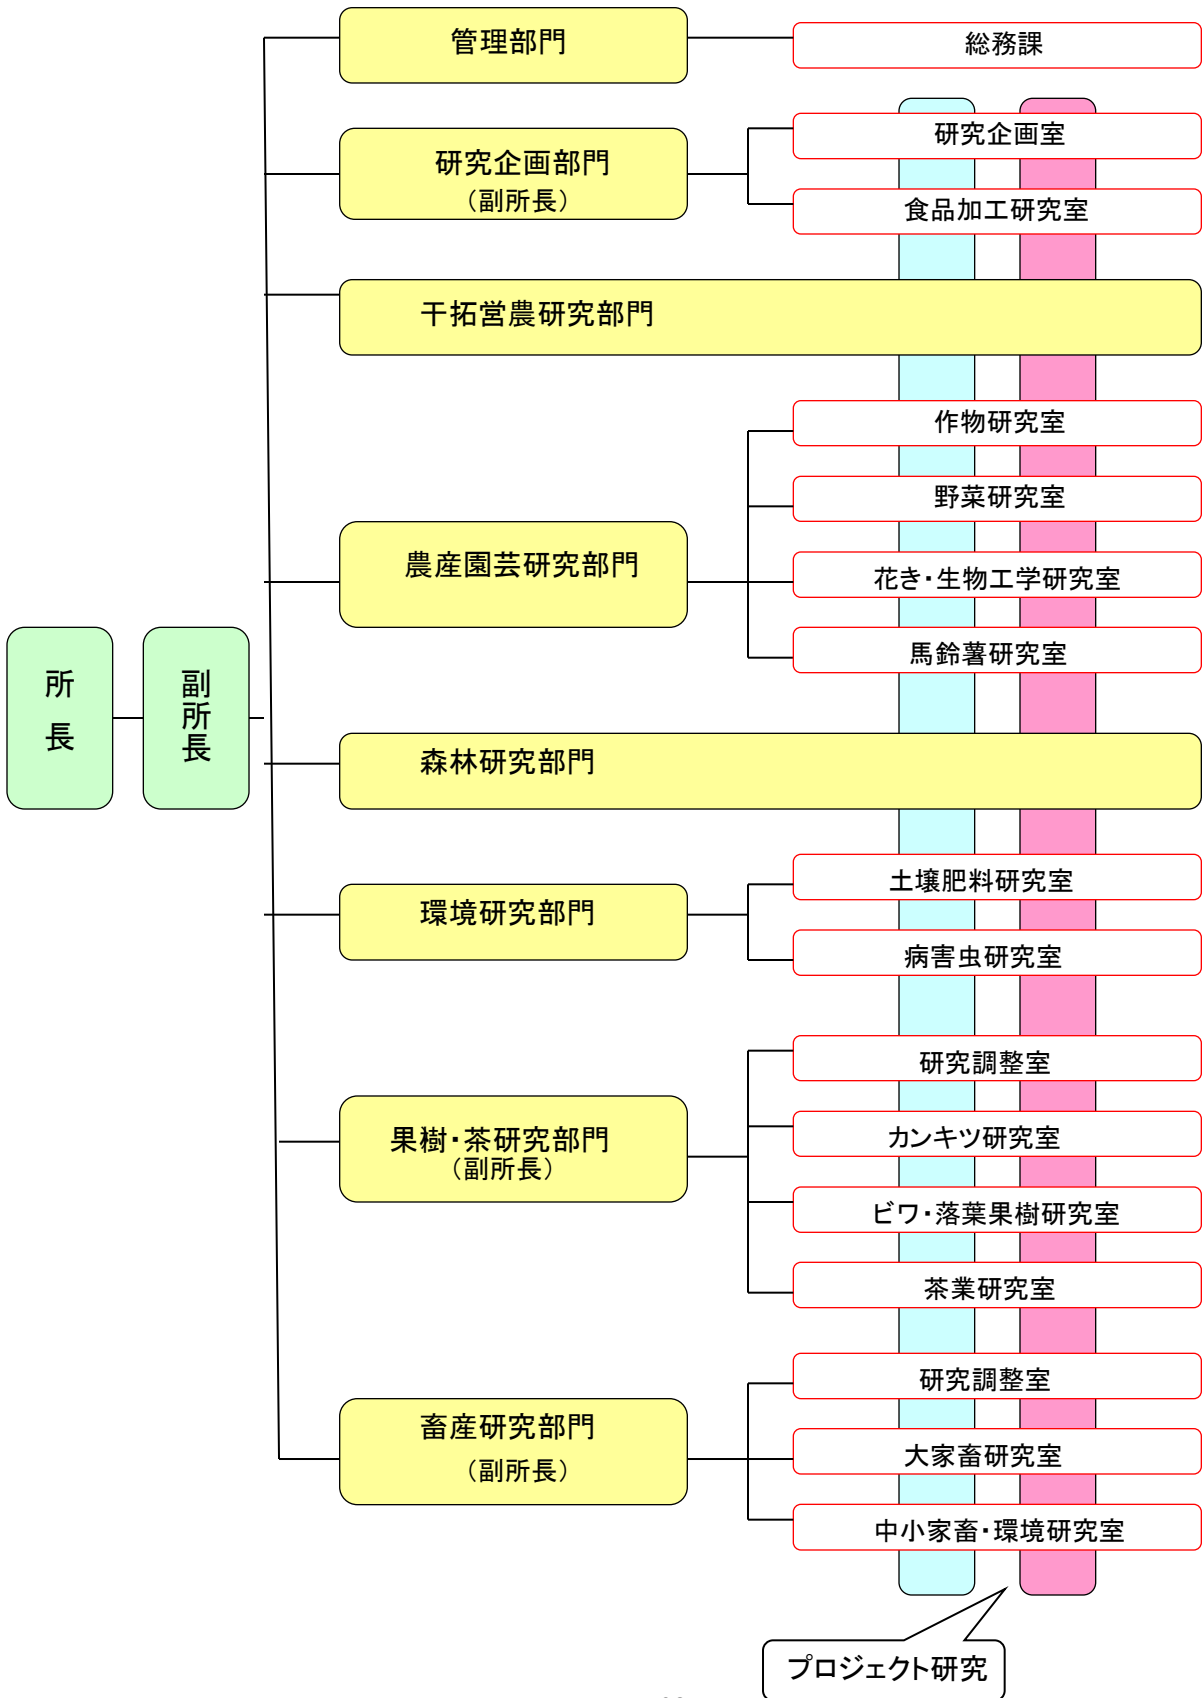 管理部門
総務課
研究企画部門
（副所長）
研究企画室
食品加工研究室
干拓営農研究部門
農産園芸研究部門
作物研究室
野菜研究室
花き・生物工学研究室
馬鈴薯研究室
所長
副所長
森林研究部門
環境研究部門
土壌肥料研究室
病害虫研究室
果樹・茶研究部門
（副所長）
研究調整室
カンキツ研究室
ビワ・落葉果樹研究室
茶業研究室
畜産研究部門
（副所長）
研究調整室
大家畜研究室
中小家畜・環境研究室
プロジェクト研究